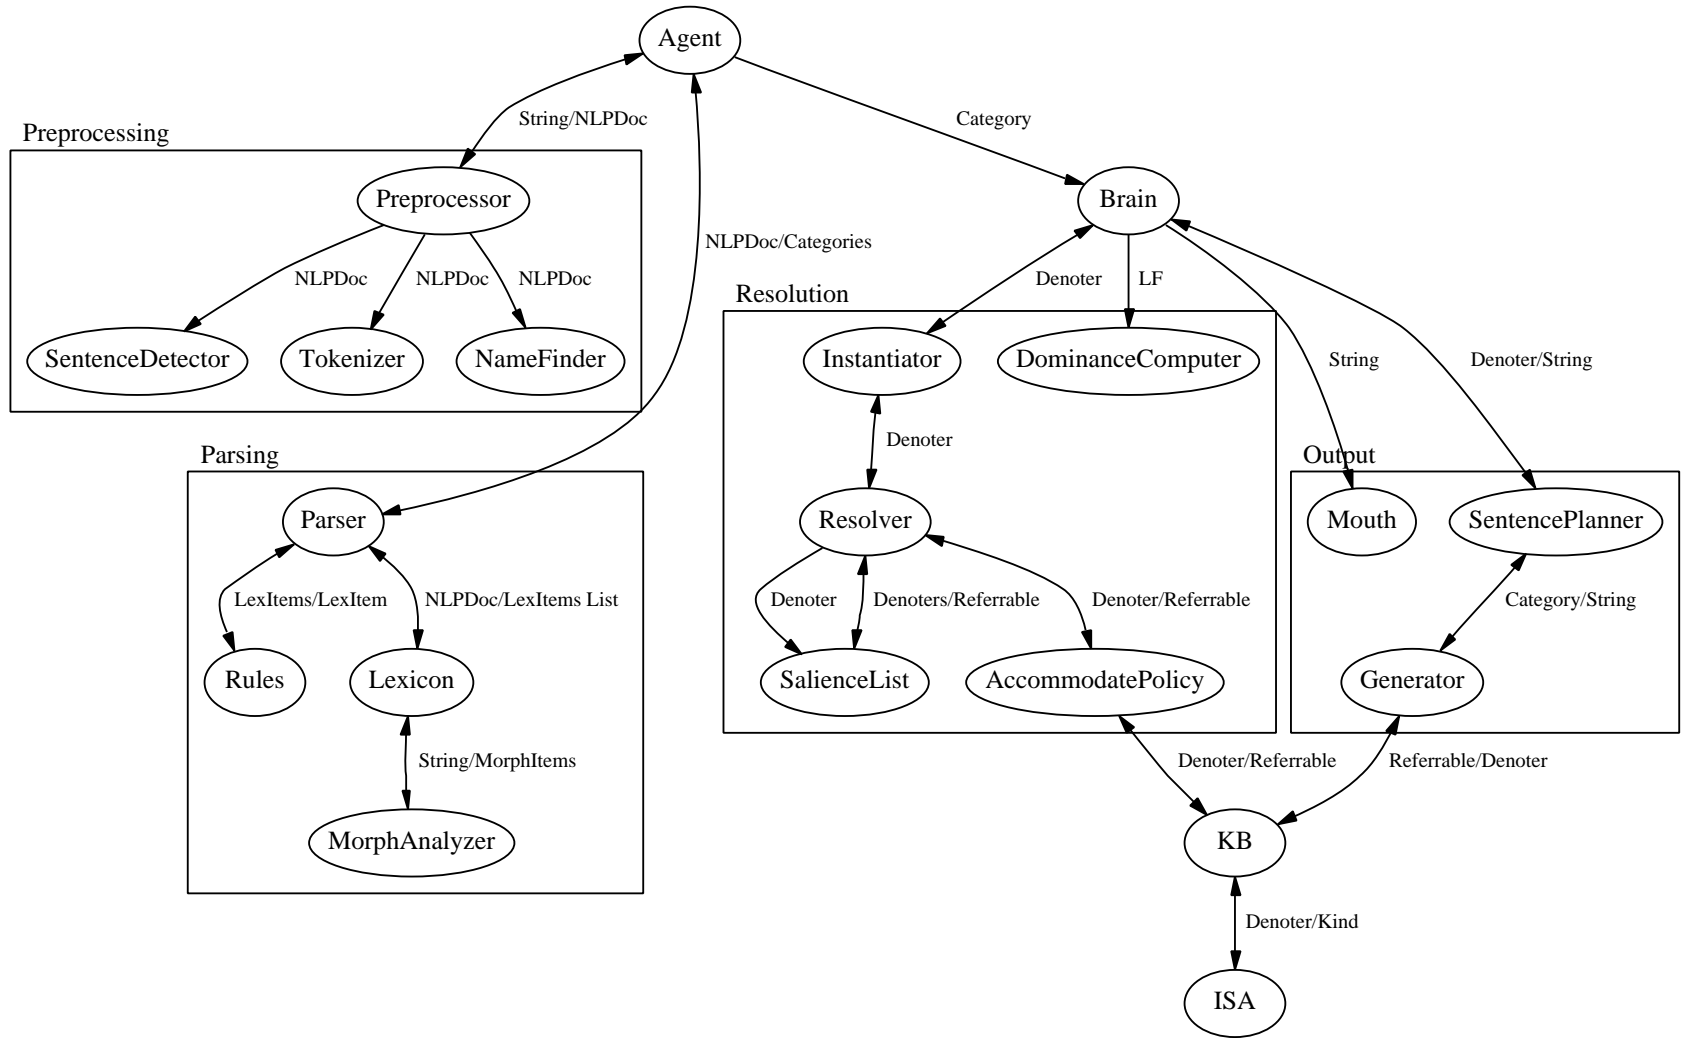 Agent
String/NLPDoc
Category
Preprocessing
Preprocessor
Brain
NLPDoc/Categories
NLPDoc
NLPDoc
NLPDoc
Denoter
LF
Resolution
SentenceDetector
Tokenizer
NameFinder
Instantiator
DominanceComputer
String
Denoter/String
Denoter
Parsing
Output
Parser
Resolver
Mouth
SentencePlanner
LexItems/LexItem
NLPDoc/LexItems List
Denoter
Denoters/Referrable
Denoter/Referrable
Category/String
Rules
Lexicon
SalienceList
AccommodatePolicy
Generator
String/MorphItems
Denoter/Referrable
Referrable/Denoter
MorphAnalyzer
KB
Denoter/Kind
ISA